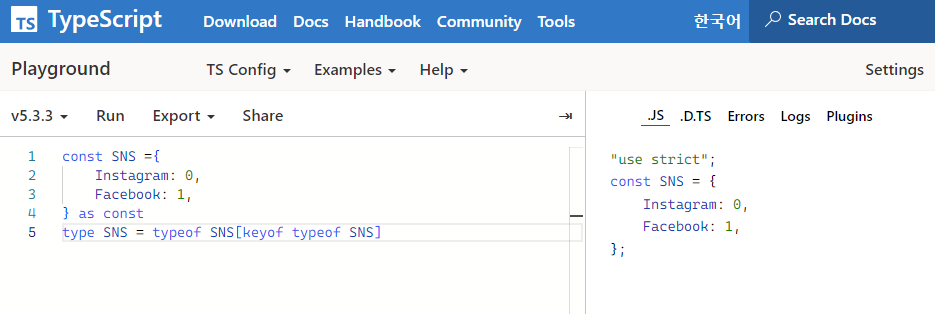 TS TypeScript Download Docs Handbook Community Tools 한국어 Search Docs
Playground TS Config Examples Help Settings
v5.3.3 Run Export Share
1 const SNS ={
2 Instagram: 0,
3 Facebook: 1,
4 } as const
5 type SNS = typeof SNS[keyof typeof SNS]
.JS .D.TS Errors Logs Plugins
"use strict";
const SNS = {
Instagram: 0,
Facebook: 1,
};